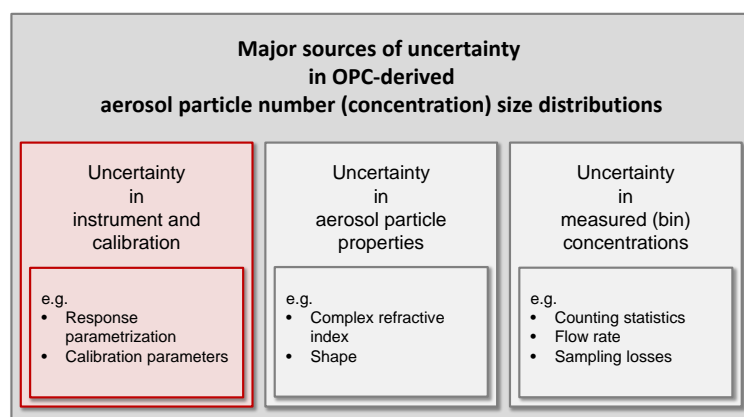 Major sources of uncertainty
in OPC-derived
aerosol particle number (concentration) size distributions
Uncertainty
in
instrument and
calibration
e.g.
• Response
parametrization
• Calibration parameters
Uncertainty
in
aerosol particle
properties
e.g.
• Complex refractive
index
• Shape
Uncertainty
in
measured (bin)
concentrations
e.g.
• Counting statistics
• Flow rate
• Sampling losses